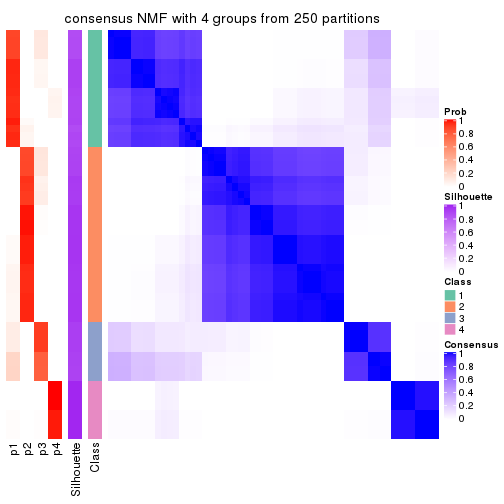 consensus NMF with 4 groups from 250 partitions
Prob
1
0.8
0.6
0.4
0.2
0
Silhouette
1
0.8
0.6
0.4
0.2
0
Class
1
2
3
4
Consensus
1
0.8
0.6
0.4
0.2
0
p1
p2
p3
p4
Silhouette
Class